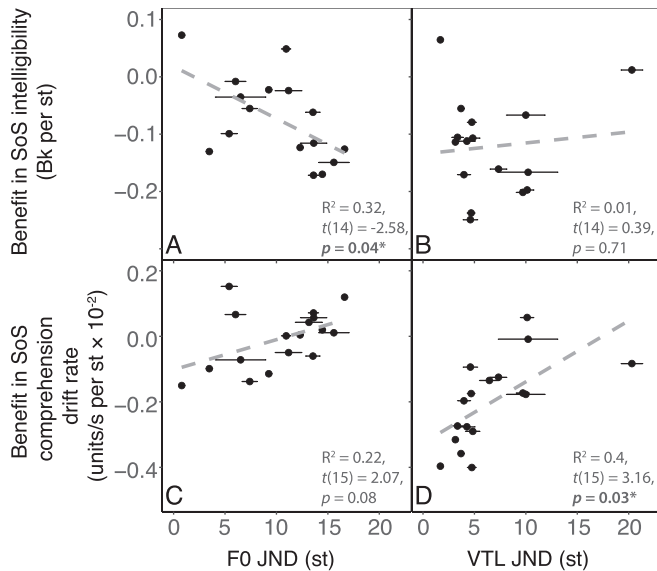 Benefit in SoS intelligibility
(Bk per st)
0.1
0.0
−0.1
−0.2
A
R² = 0.32,
t(14) = -2.58,
p = 0.04*
B
R² = 0.01,
t(14) = 0.39,
p = 0.71
Benefit in SoS
comprehension
drift rate
(units/s per st × 10⁻²)
0.2
0.0
−0.2
−0.4
C
R² = 0.22,
t(15) = 2.07,
p = 0.08
D
R² = 0.4,
t(15) = 3.16,
p = 0.03*
0 5 10 15 20
0 5 10 15 20
F0 JND (st)
VTL JND (st)